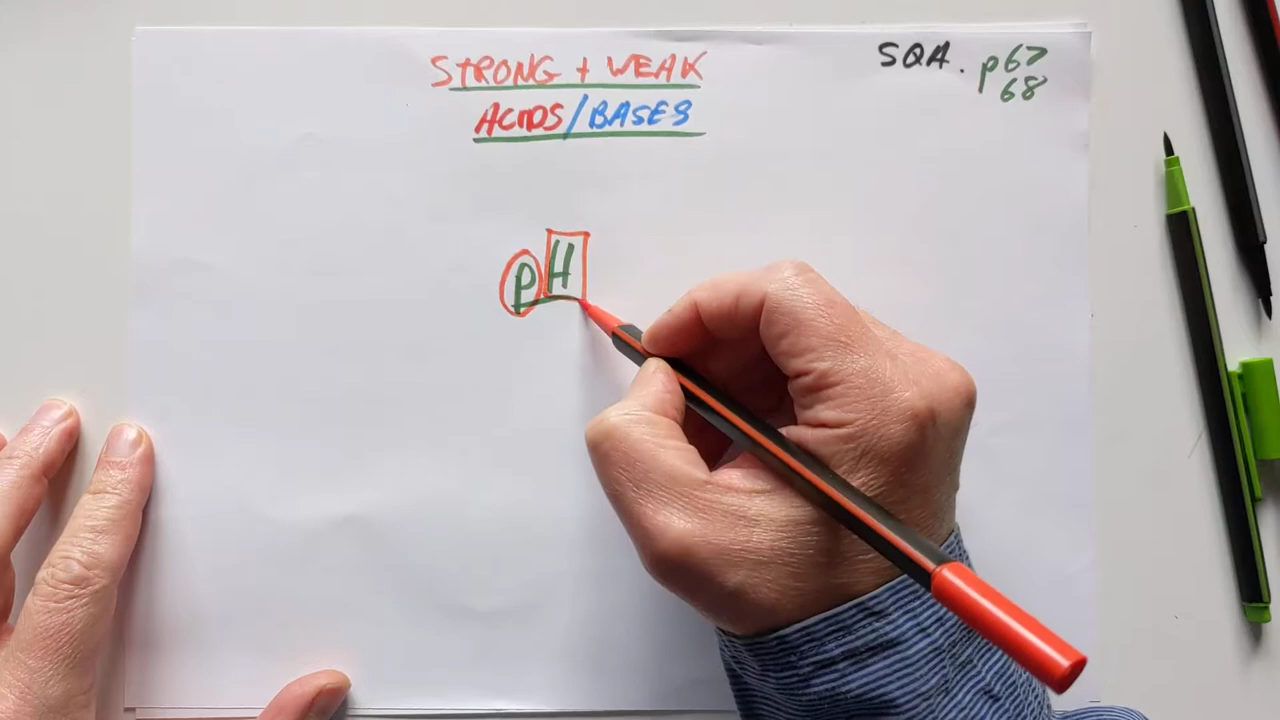 STRONG + WEAK
ACIDS/BASES
SQA. p67
68
pH